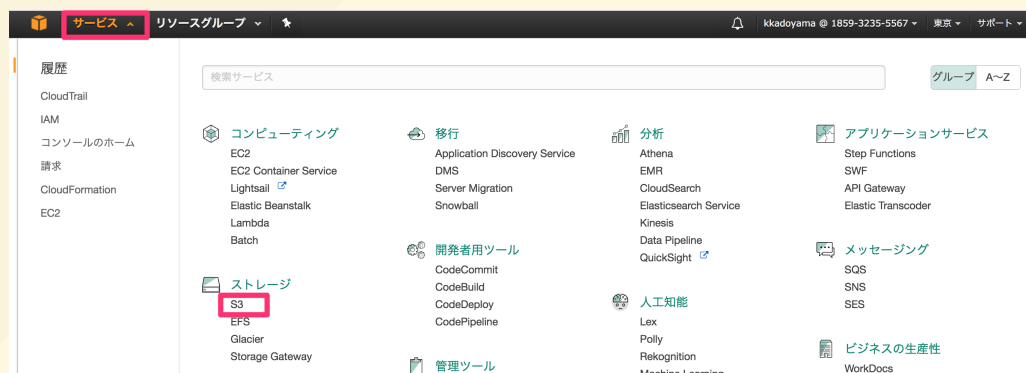 サービス リソースグループ kkadoyama @ 1859-3235-5567 東京 サポート
履歴
CloudTrail
IAM
コンソールのホーム
請求
CloudFormation
EC2
検索サービス
グループ A〜Z
コンピューティング
EC2
EC2 Container Service
Lightsail
Elastic Beanstalk
Lambda
Batch
ストレージ
S3
EFS
Glacier
Storage Gateway
移行
Application Discovery Service
DMS
Server Migration
Snowball
開発者用ツール
CodeCommit
CodeBuild
CodeDeploy
CodePipeline
管理ツール
分析
Athena
EMR
CloudSearch
Elasticsearch Service
Kinesis
Data Pipeline
QuickSight
人工知能
Lex
Polly
Rekognition
Machine Learning
アプリケーションサービス
Step Functions
SWF
API Gateway
Elastic Transcoder
メッセージング
SQS
SNS
SES
ビジネスの生産性
WorkDocs